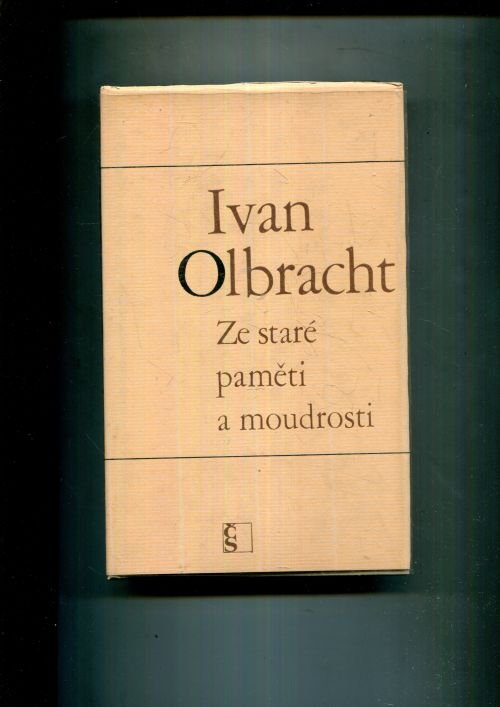 Ivan
Olbracht
Ze staré
paměti
a moudrosti
čs